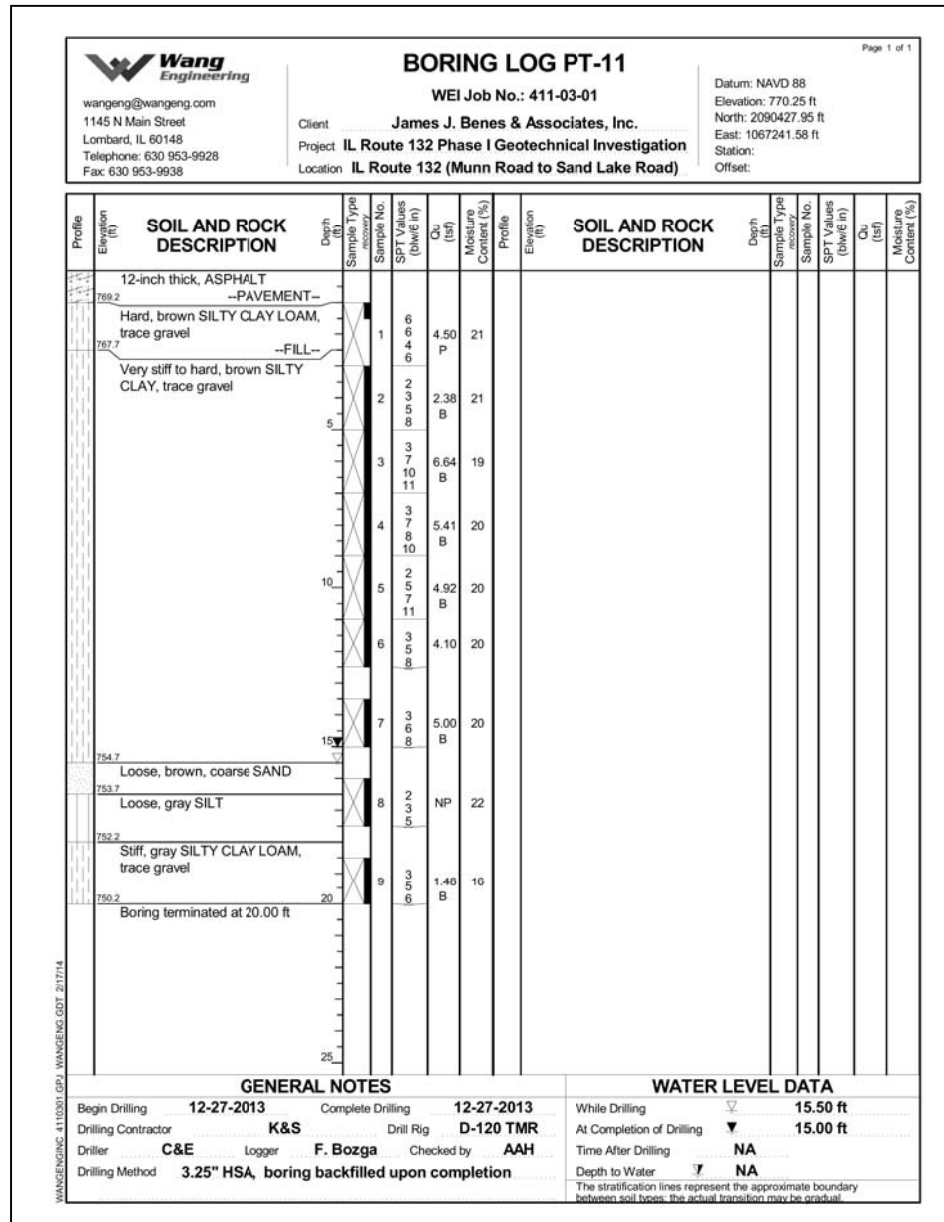 Page 1 of 1
Wang
Engineering
wangeng@wangeng.com
1145 N Main Street
Lombard, IL 60148
Telephone: 630 953-9928
Fax: 630 953-9938
BORING LOG PT-11
WEI Job No.: 411-03-01
Client James J. Benes & Associates, Inc.
Project IL Route 132 Phase I Geotechnical Investigation
Location IL Route 132 (Munn Road to Sand Lake Road)
Datum: NAVD 88
Elevation: 770.25 ft
North: 2090427.95 ft
East: 1067241.58 ft
Station:
Offset:
Profile
Elevation (ft)
SOIL AND ROCK DESCRIPTION
Depth (ft)
Sample Type
recovery
Sample No.
SPT Values (blw/6 in)
Qu (tsf)
Moisture Content (%)
Profile
Elevation (ft)
SOIL AND ROCK DESCRIPTION
Depth (ft)
Sample Type
recovery
Sample No.
SPT Values (blw/6 in)
Qu (tsf)
Moisture Content (%)
12-inch thick, ASPHALT
769.2 --PAVEMENT--
Hard, brown SILTY CLAY LOAM,
trace gravel
1 6 6 4 6 4.50 P 21
767.7 --FILL--
Very stiff to hard, brown SILTY
CLAY, trace gravel
2 2 3 5 8 2.38 B 21
5
3 3 7 10 11 6.64 B 19
4 3 7 8 10 5.41 B 20
10
5 2 5 7 11 4.92 B 20
6 3 5 8 4.10 20
7 3 6 8 5.00 B 20
15
754.7
Loose, brown, coarse SAND
753.7
Loose, gray SILT
8 2 3 5 NP 22
752.2
Stiff, gray SILTY CLAY LOAM,
trace gravel
9 3 5 6 B
750.2 20
Boring terminated at 20.00 ft
25
GENERAL NOTES
Begin Drilling 12-27-2013 Complete Drilling 12-27-2013
Drilling Contractor K&S Drill Rig D-120 TMR
Driller C&E Logger F. Bozga Checked by AAH
Drilling Method 3.25" HSA, boring backfilled upon completion
WATER LEVEL DATA
While Drilling 15.50 ft
At Completion of Drilling 15.00 ft
Time After Drilling NA
Depth to Water NA
The stratification lines represent the approximate boundary
between soil types; the actual transition may be gradual.
WANGENGINC 4110301.GPJ WANGENG.GDT 2/17/14